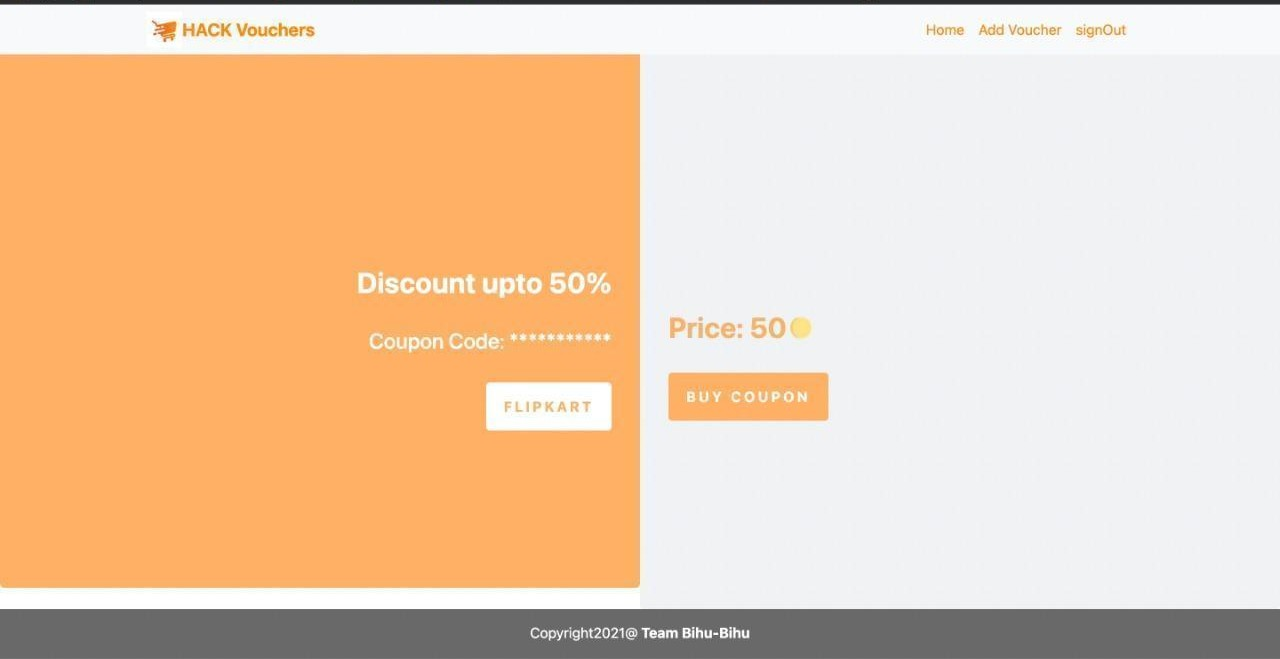 HACK Vouchers
Home Add Voucher signOut
Discount upto 50%
Coupon Code: ***********
FLIPKART
Price: 50
BUY COUPON
Copyright2021@ Team Bihu-Bihu